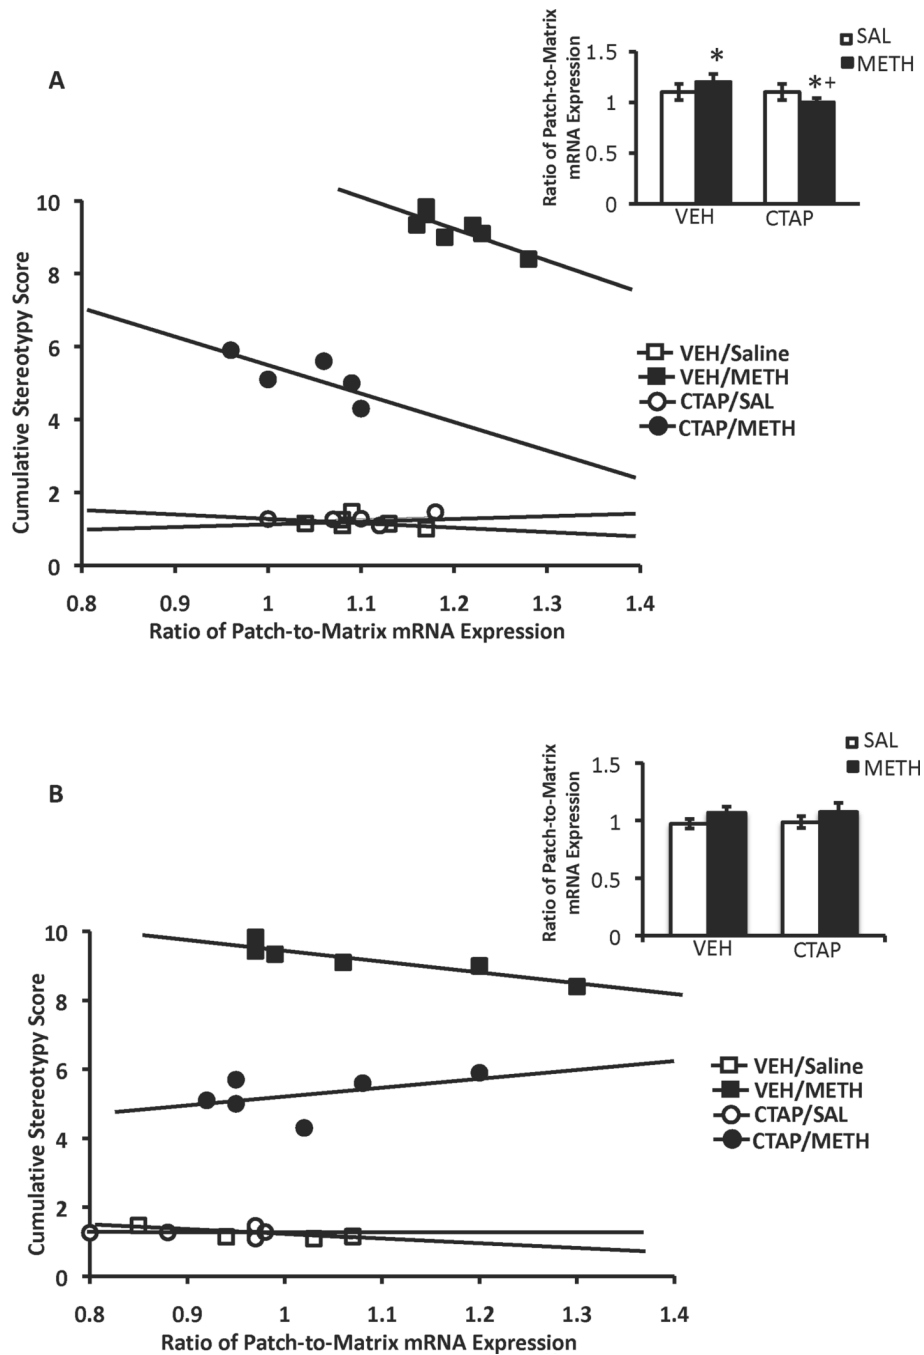 A
Ratio of Patch-to-Matrix
mRNA Expression
1.5
1
0.5
0
*
*+
VEH
CTAP
SAL
METH
Cumulative Stereotypy Score
10
8
6
4
2
0
0.8 0.9 1 1.1 1.2 1.3 1.4
Ratio of Patch-to-Matrix mRNA Expression
VEH/Saline
VEH/METH
CTAP/SAL
CTAP/METH
B
Ratio of Patch-to-Matrix
mRNA Expression
1.5
1
0.5
0
VEH
CTAP
SAL
METH
Cumulative Stereotypy Score
10
8
6
4
2
0
0.8 0.9 1 1.1 1.2 1.3 1.4
Ratio of Patch-to-Matrix mRNA Expression
VEH/Saline
VEH/METH
CTAP/SAL
CTAP/METH